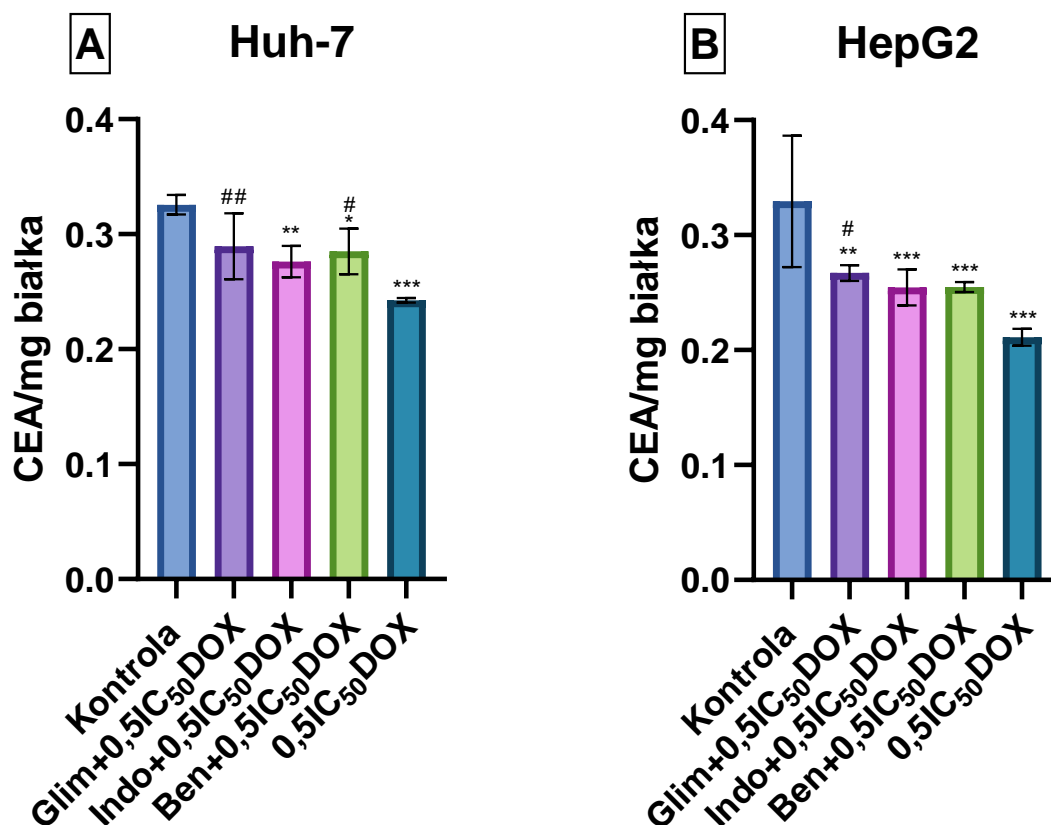 A
Huh-7
CEA/mg białka
0.4
0.3
0.2
0.1
0.0
##
**
#
*
***
Kontrola
Glim+0,5IC₅₀DOX
Indo+0,5IC₅₀DOX
Ben+0,5IC₅₀DOX
0,5IC₅₀DOX
B
HepG2
CEA/mg białka
0.4
0.3
0.2
0.1
0.0
#
**
***
***
***
Kontrola
Glim+0,5IC₅₀DOX
Indo+0,5IC₅₀DOX
Ben+0,5IC₅₀DOX
0,5IC₅₀DOX